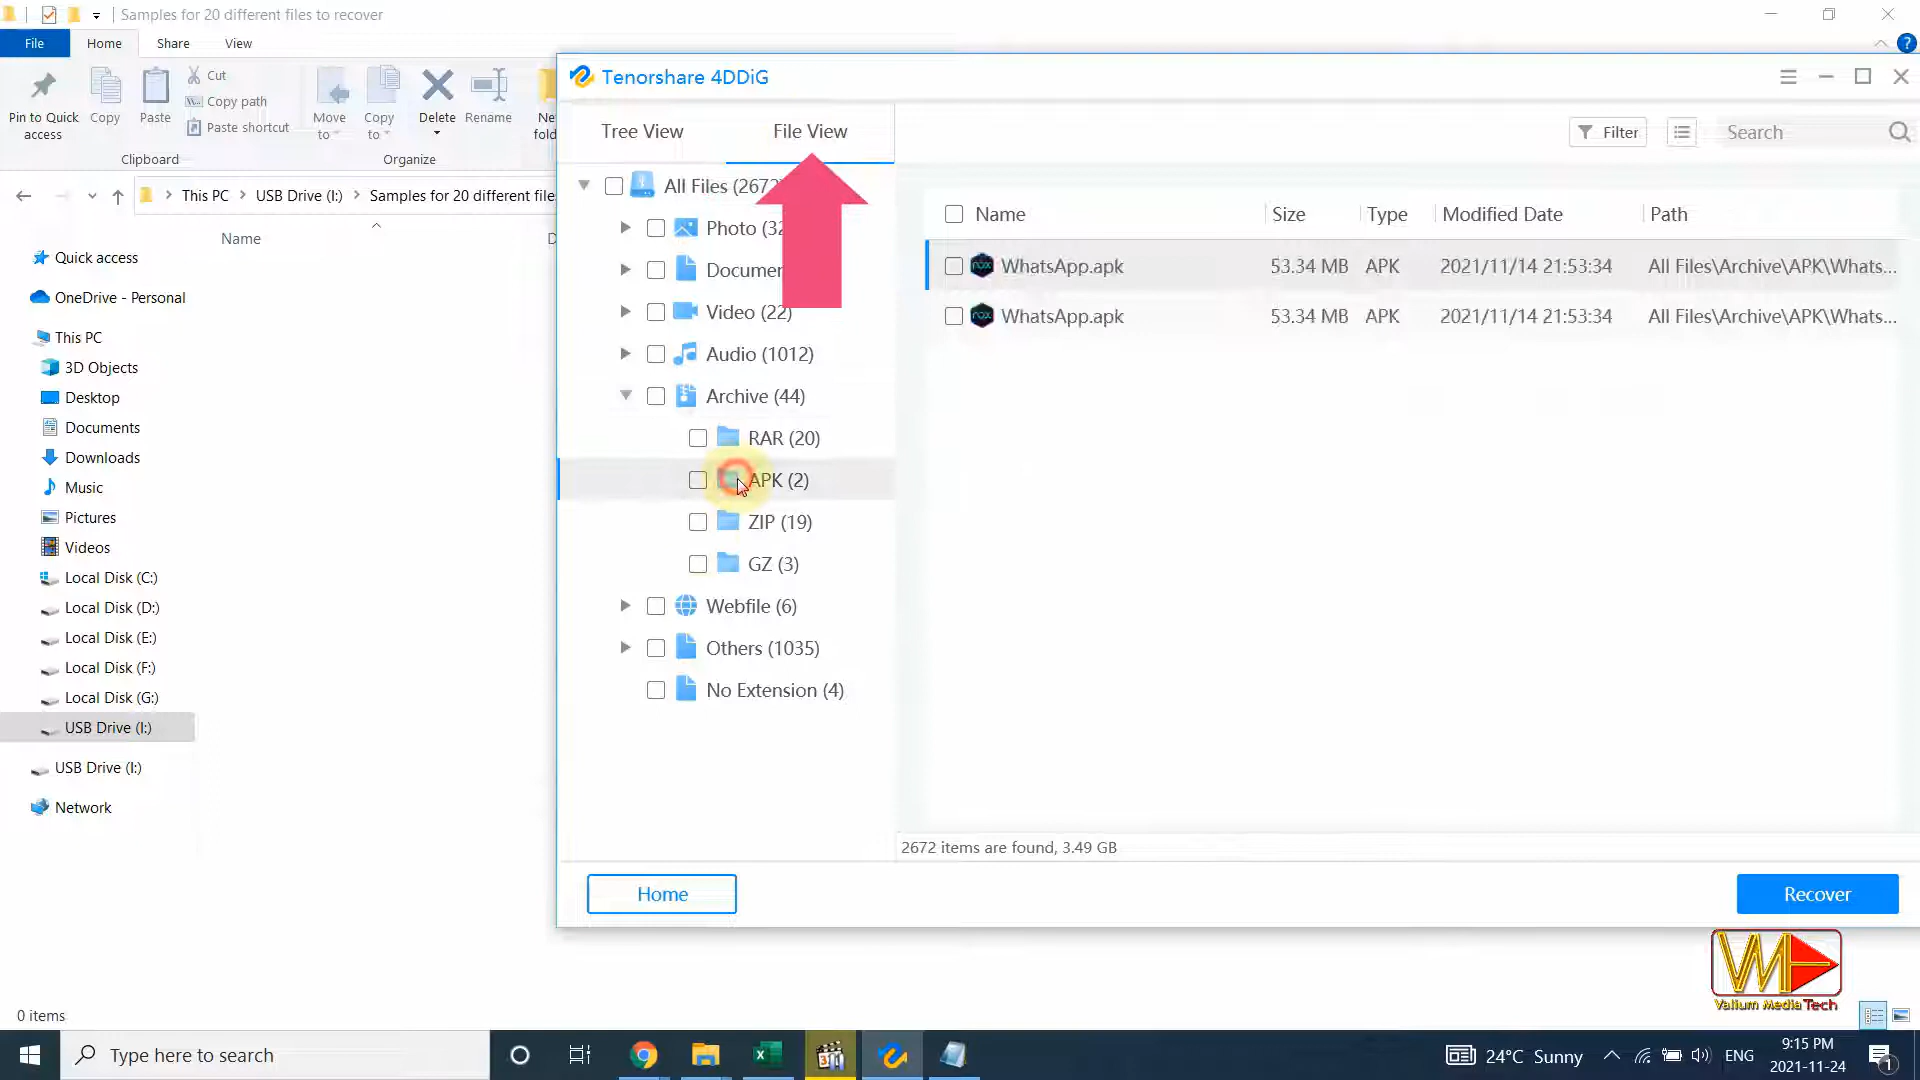 Samples for 20 different files to recover
File Home Share View
Pin to Quick access
Copy
Paste
Cut
Copy path
Paste shortcut
Clipboard
Move to
Copy to
Delete
Rename
Organize
This PC USB Drive (I:) Samples for 20 different file
Name
Quick access
OneDrive - Personal
This PC
3D Objects
Desktop
Documents
Downloads
Music
Pictures
Videos
Local Disk (C:)
Local Disk (D:)
Local Disk (E:)
Local Disk (F:)
Local Disk (G:)
USB Drive (I:)
USB Drive (I:)
Network
0 items
Tenorshare 4DDiG
Tree View File View
Filter
Search
All Files (2672
Photo (32
Documen
Video (22)
Audio (1012)
Archive (44)
RAR (20)
APK (2)
ZIP (19)
GZ (3)
Webfile (6)
Others (1035)
No Extension (4)
Name Size Type Modified Date Path
WhatsApp.apk 53.34 MB APK 2021/11/14 21:53:34 All Files\Archive\APK\Whats...
WhatsApp.apk 53.34 MB APK 2021/11/14 21:53:34 All Files\Archive\APK\Whats...
2672 items are found, 3.49 GB
Home
Recover
Valium MediaTech
Type here to search
24°C Sunny
ENG
9:15 PM
2021-11-24
1